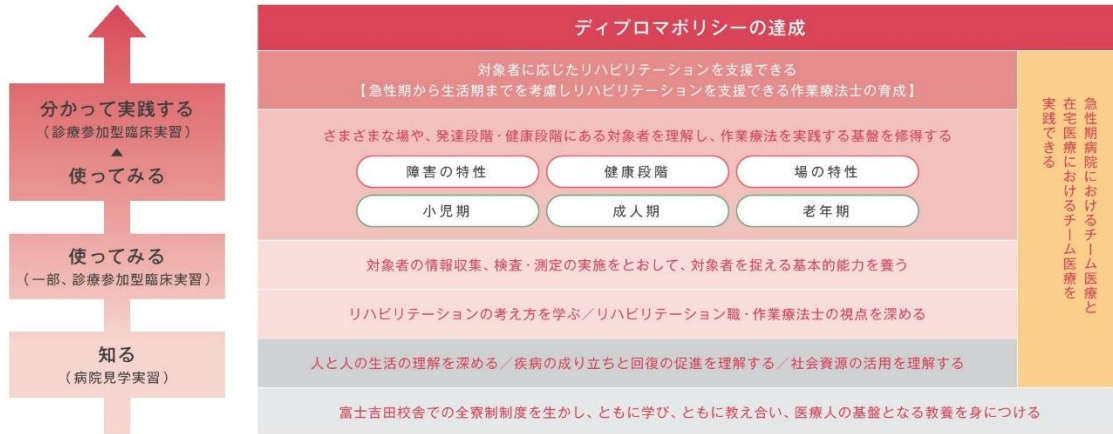 分かって実践する
（診療参加型臨床実習）
▲
使ってみる
使ってみる
（一部、診療参加型臨床実習）
知る
（病院見学実習）
ディプロマポリシーの達成
対象者に応じたリハビリテーションを支援できる
【急性期から生活期までを考慮しリハビリテーションを支援できる作業療法士の育成】
さまざまな場や、発達段階・健康段階にある対象者を理解し、作業療法を実践する基盤を修得する
障害の特性
健康段階
場の特性
小児期
成人期
老年期
対象者の情報収集、検査・測定の実施をとおして、対象者を捉える基本的能力を養う
リハビリテーションの考え方を学ぶ／リハビリテーション職・作業療法士の視点を深める
人と人の生活の理解を深める／疾病の成り立ちと回復の促進を理解する／社会資源の活用を理解する
富士吉田校舎での全寮制制度を生かし、ともに学び、ともに教え合い、医療人の基盤となる教養を身につける
急性期病院におけるチーム医療と
在宅医療におけるチーム医療を
実践できる